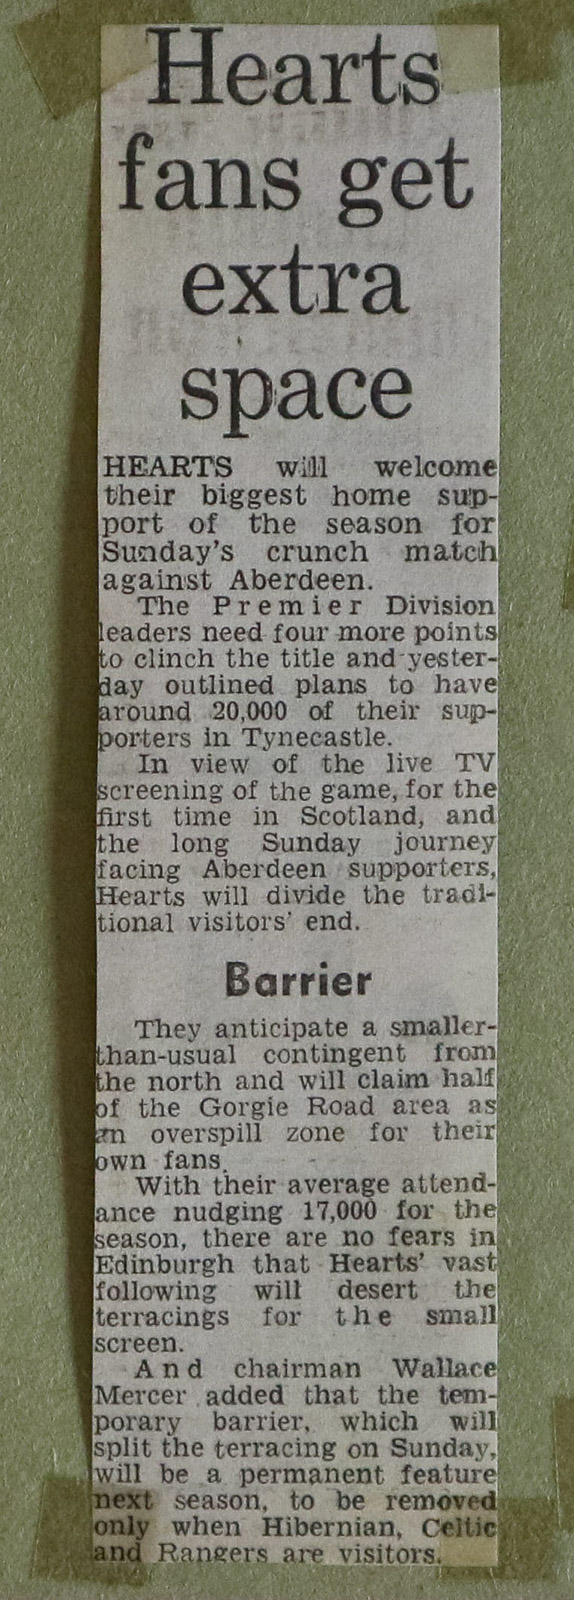 Hearts
fans get
extra
space
HEARTS will welcome
their biggest home sup-
port of the season for
Sunday's crunch match
against Aberdeen.
The Premier Division
leaders need four more points
to clinch the title and yester-
day outlined plans to have
around 20,000 of their sup-
porters in Tynecastle.
In view of the live TV
screening of the game, for the
first time in Scotland, and
the long Sunday journey
facing Aberdeen supporters,
Hearts will divide the tradi-
tional visitors' end.
Barrier
They anticipate a smaller-
than-usual contingent from
the north and will claim half
of the Gorgie Road area as
an overspill zone for their
own fans.
With their average attend-
ance nudging 17,000 for the
season, there are no fears in
Edinburgh that Hearts' vast
following will desert the
terracings for the small
screen.
And chairman Wallace
Mercer added that the tem-
porary barrier, which will
split the terracing on Sunday,
will be a permanent feature
next season, to be removed
only when Hibernian, Celtic
and Rangers are visitors.